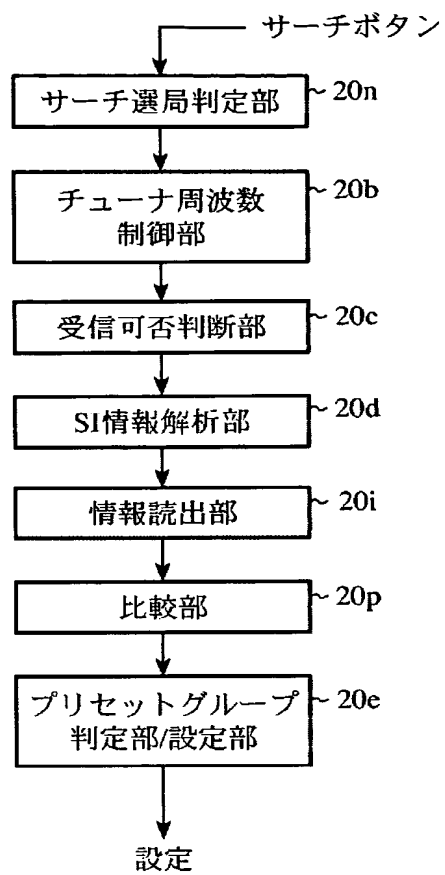 サーチボタン
サーチ選局判定部 20n
チューナ周波数
制御部 20b
受信可否判断部 20c
SI情報解析部 20d
情報読出部 20i
比較部 20p
プリセットグループ
判定部/設定部 20e
設定